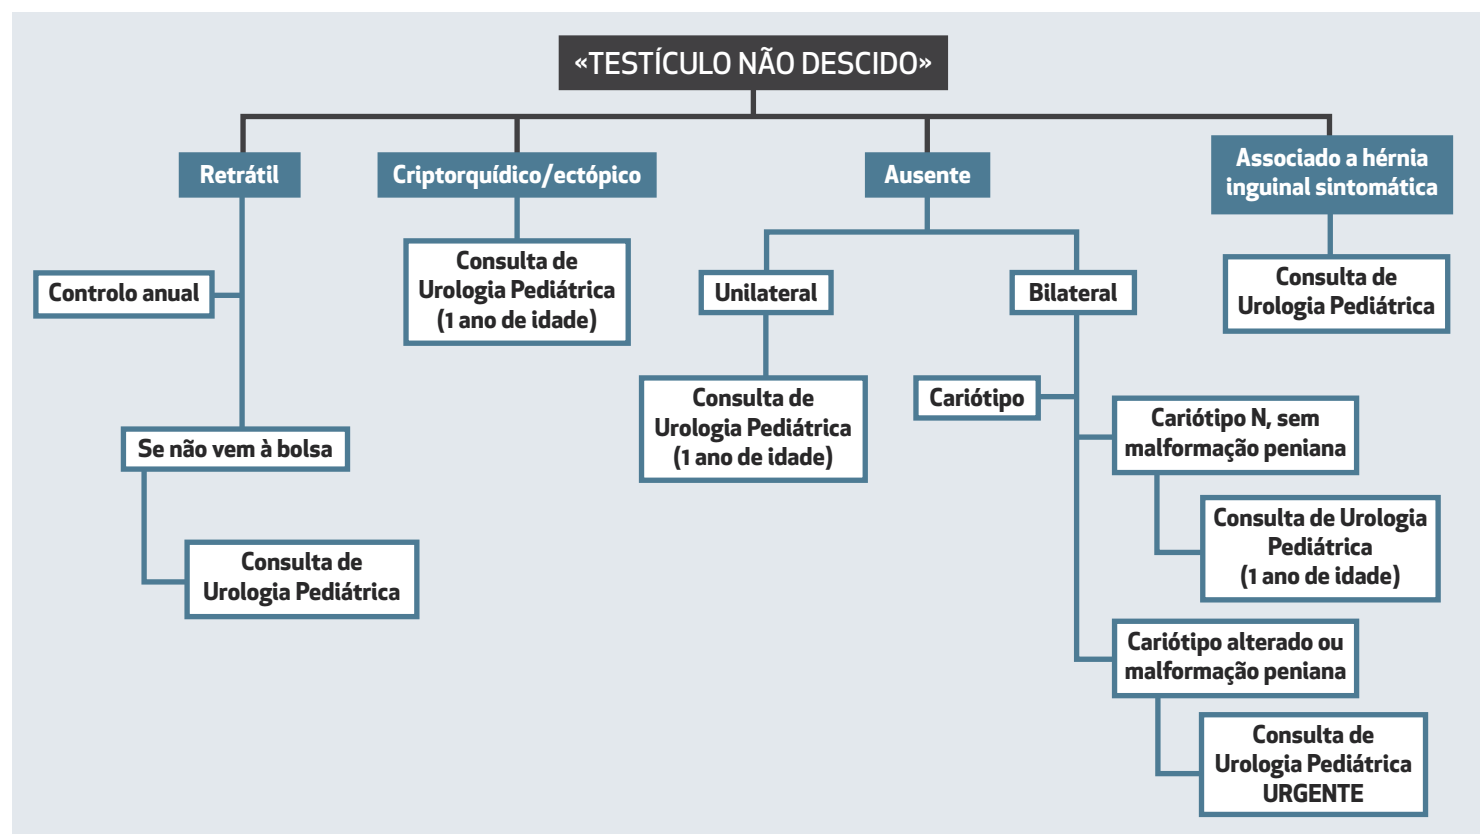 «TESTÍCULO NÃO DESCIDO»
Retrátil
Controlo anual
Se não vem à bolsa
Consulta de
Urologia Pediátrica
Criptorquídico/ectópico
Consulta de
Urologia Pediátrica
(1 ano de idade)
Ausente
Unilateral
Consulta de
Urologia Pediátrica
(1 ano de idade)
Bilateral
Cariótipo
Cariótipo N, sem
malformação peniana
Consulta de Urologia
Pediátrica
(1 ano de idade)
Cariótipo alterado ou
malformação peniana
Consulta de
Urologia Pediátrica
URGENTE
Associado a hérnia
inguinal sintomática
Consulta de
Urologia Pediátrica